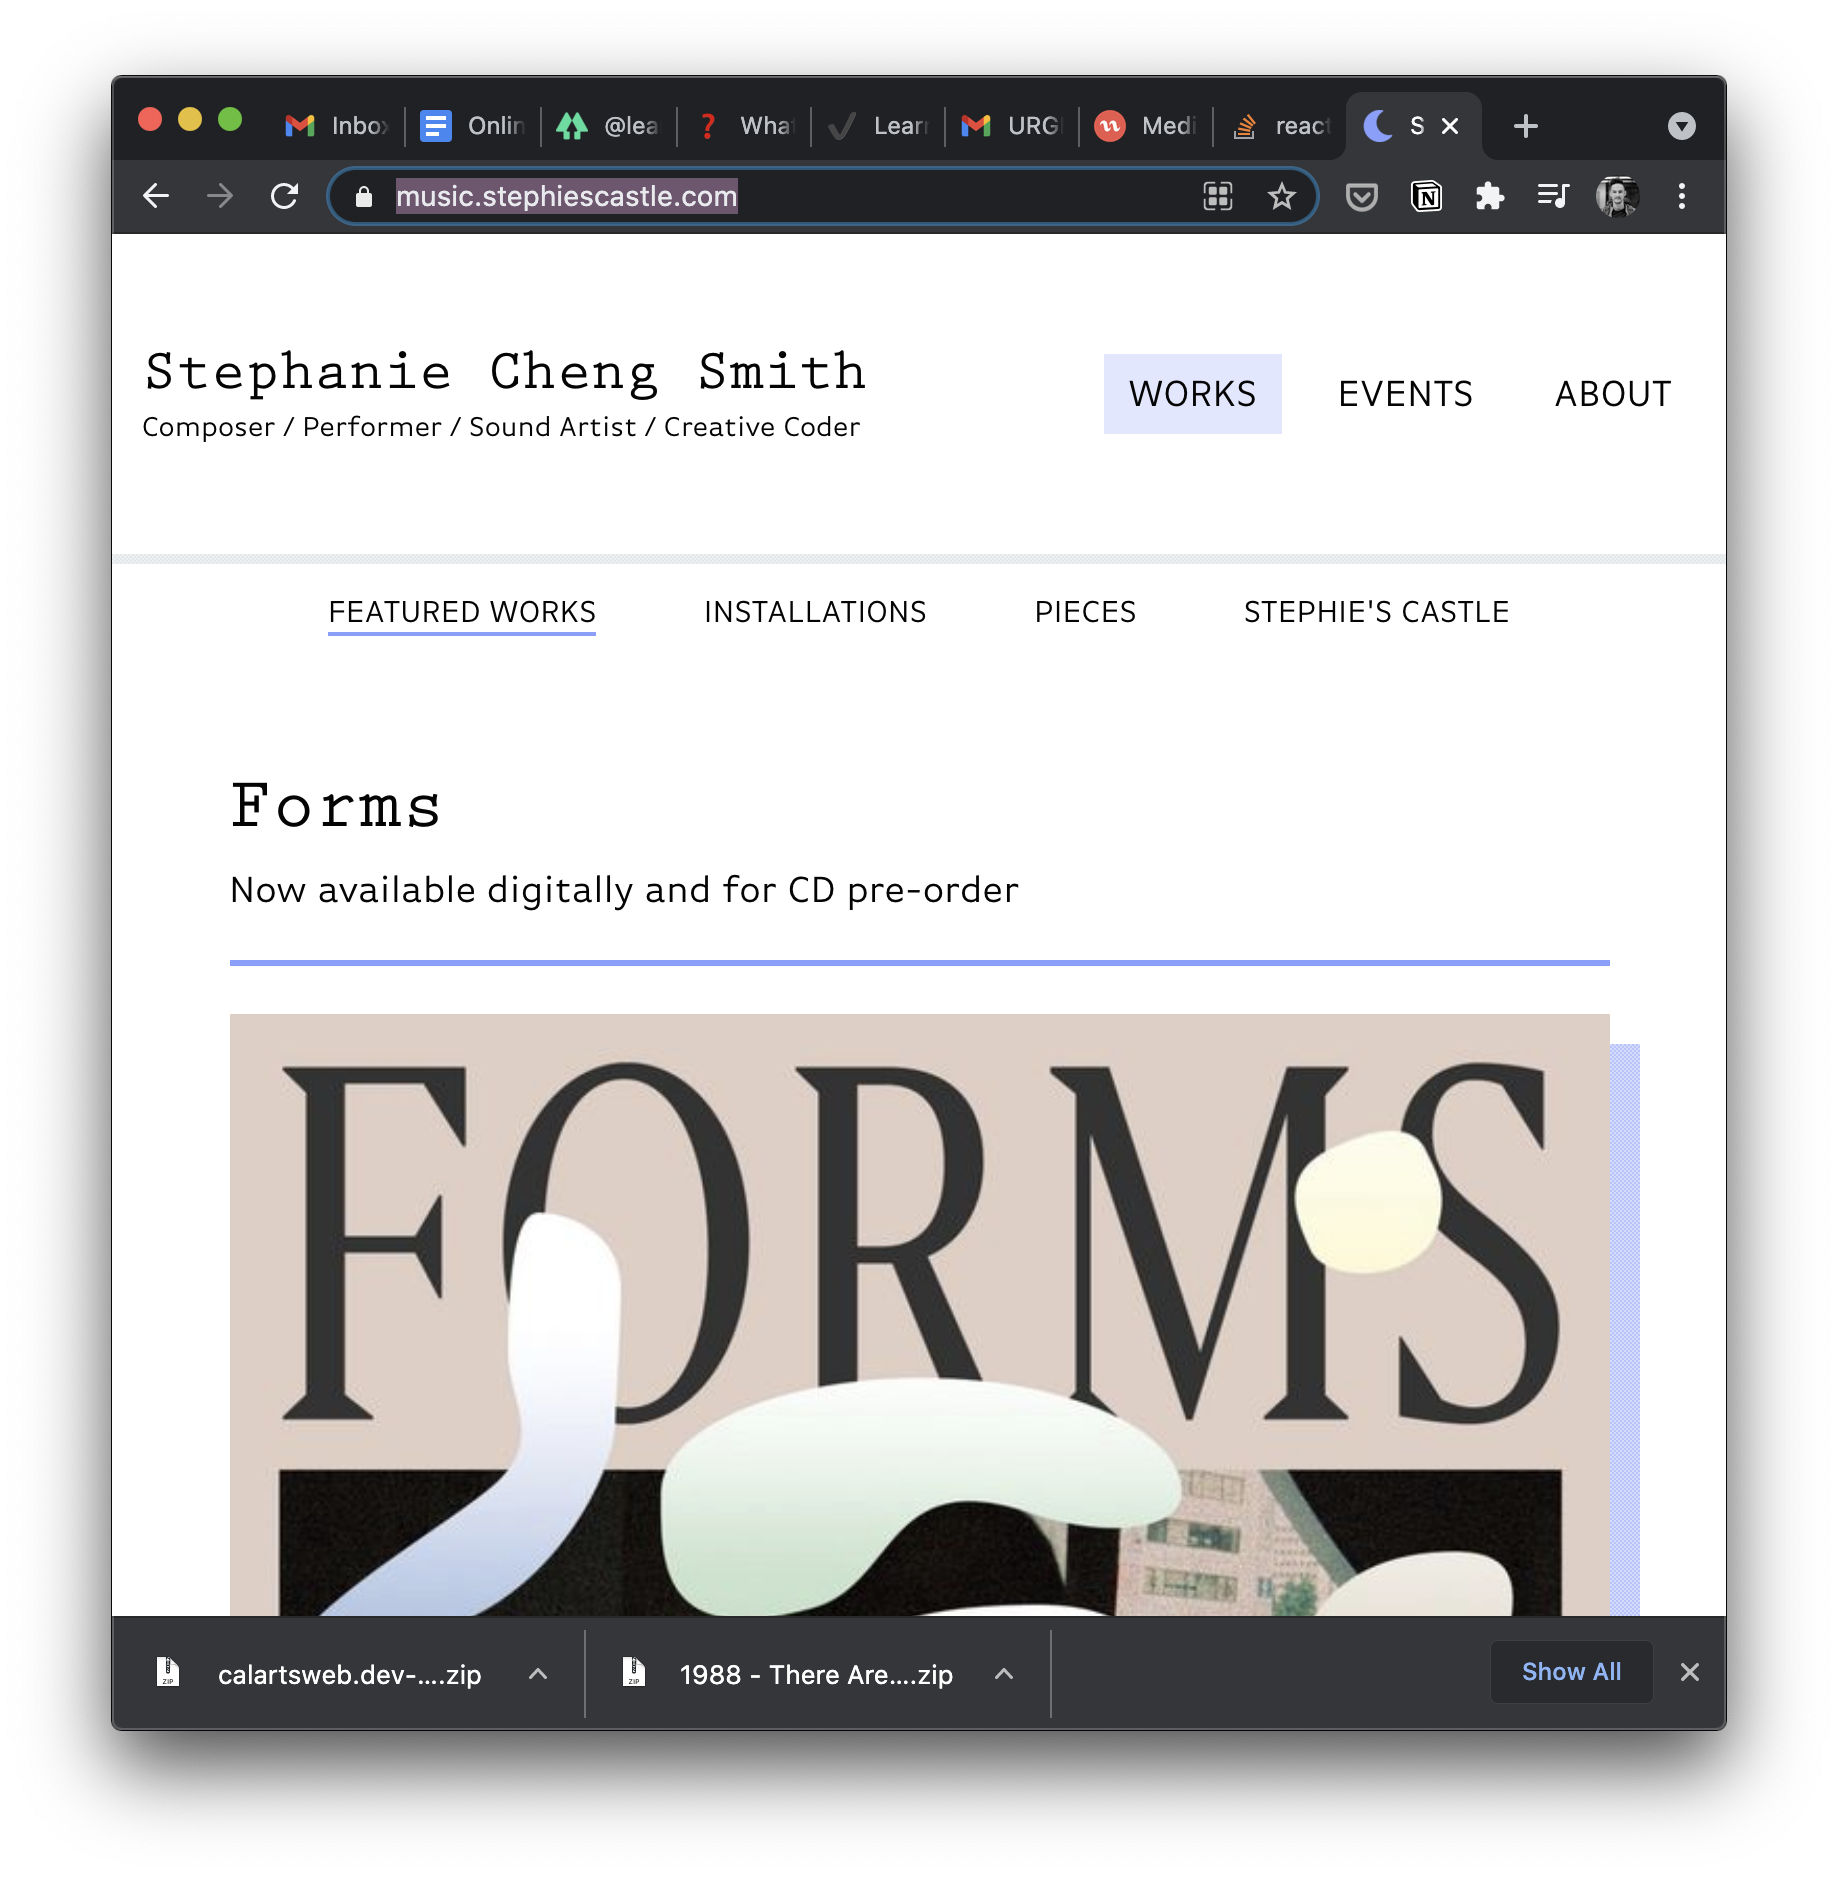 Inbox Onlin @lea ? Wha Lear URG Medi react S
music.stephiescastle.com
Stephanie Cheng Smith
Composer / Performer / Sound Artist / Creative Coder
WORKS EVENTS ABOUT
FEATURED WORKS INSTALLATIONS PIECES STEPHIE'S CASTLE
Forms
Now available digitally and for CD pre-order
FORMS
calartsweb.dev-....zip 1988 - There Are....zip Show All